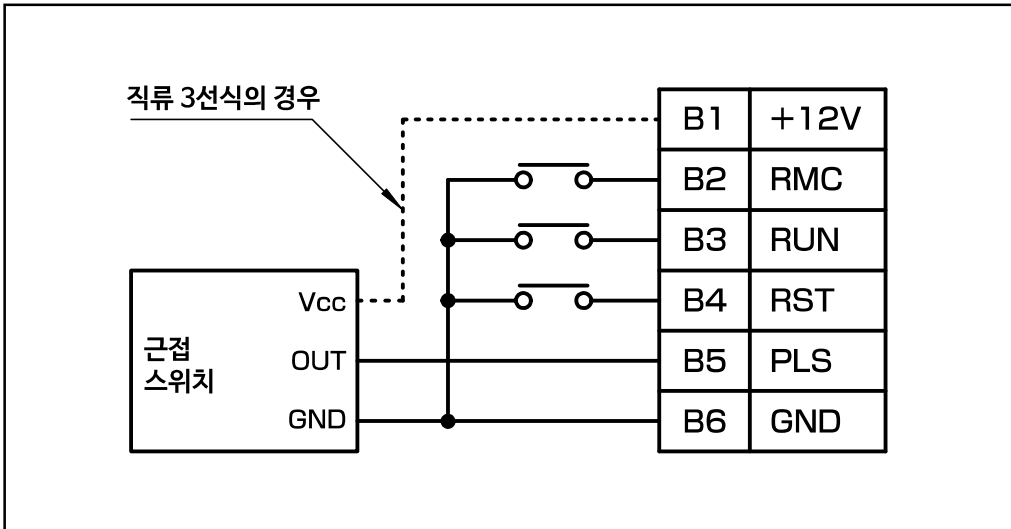 직류 3선식의 경우
B1 +12V
B2 RMC
B3 RUN
Vcc B4 RST
근접
스위치
OUT B5 PLS
GND B6 GND